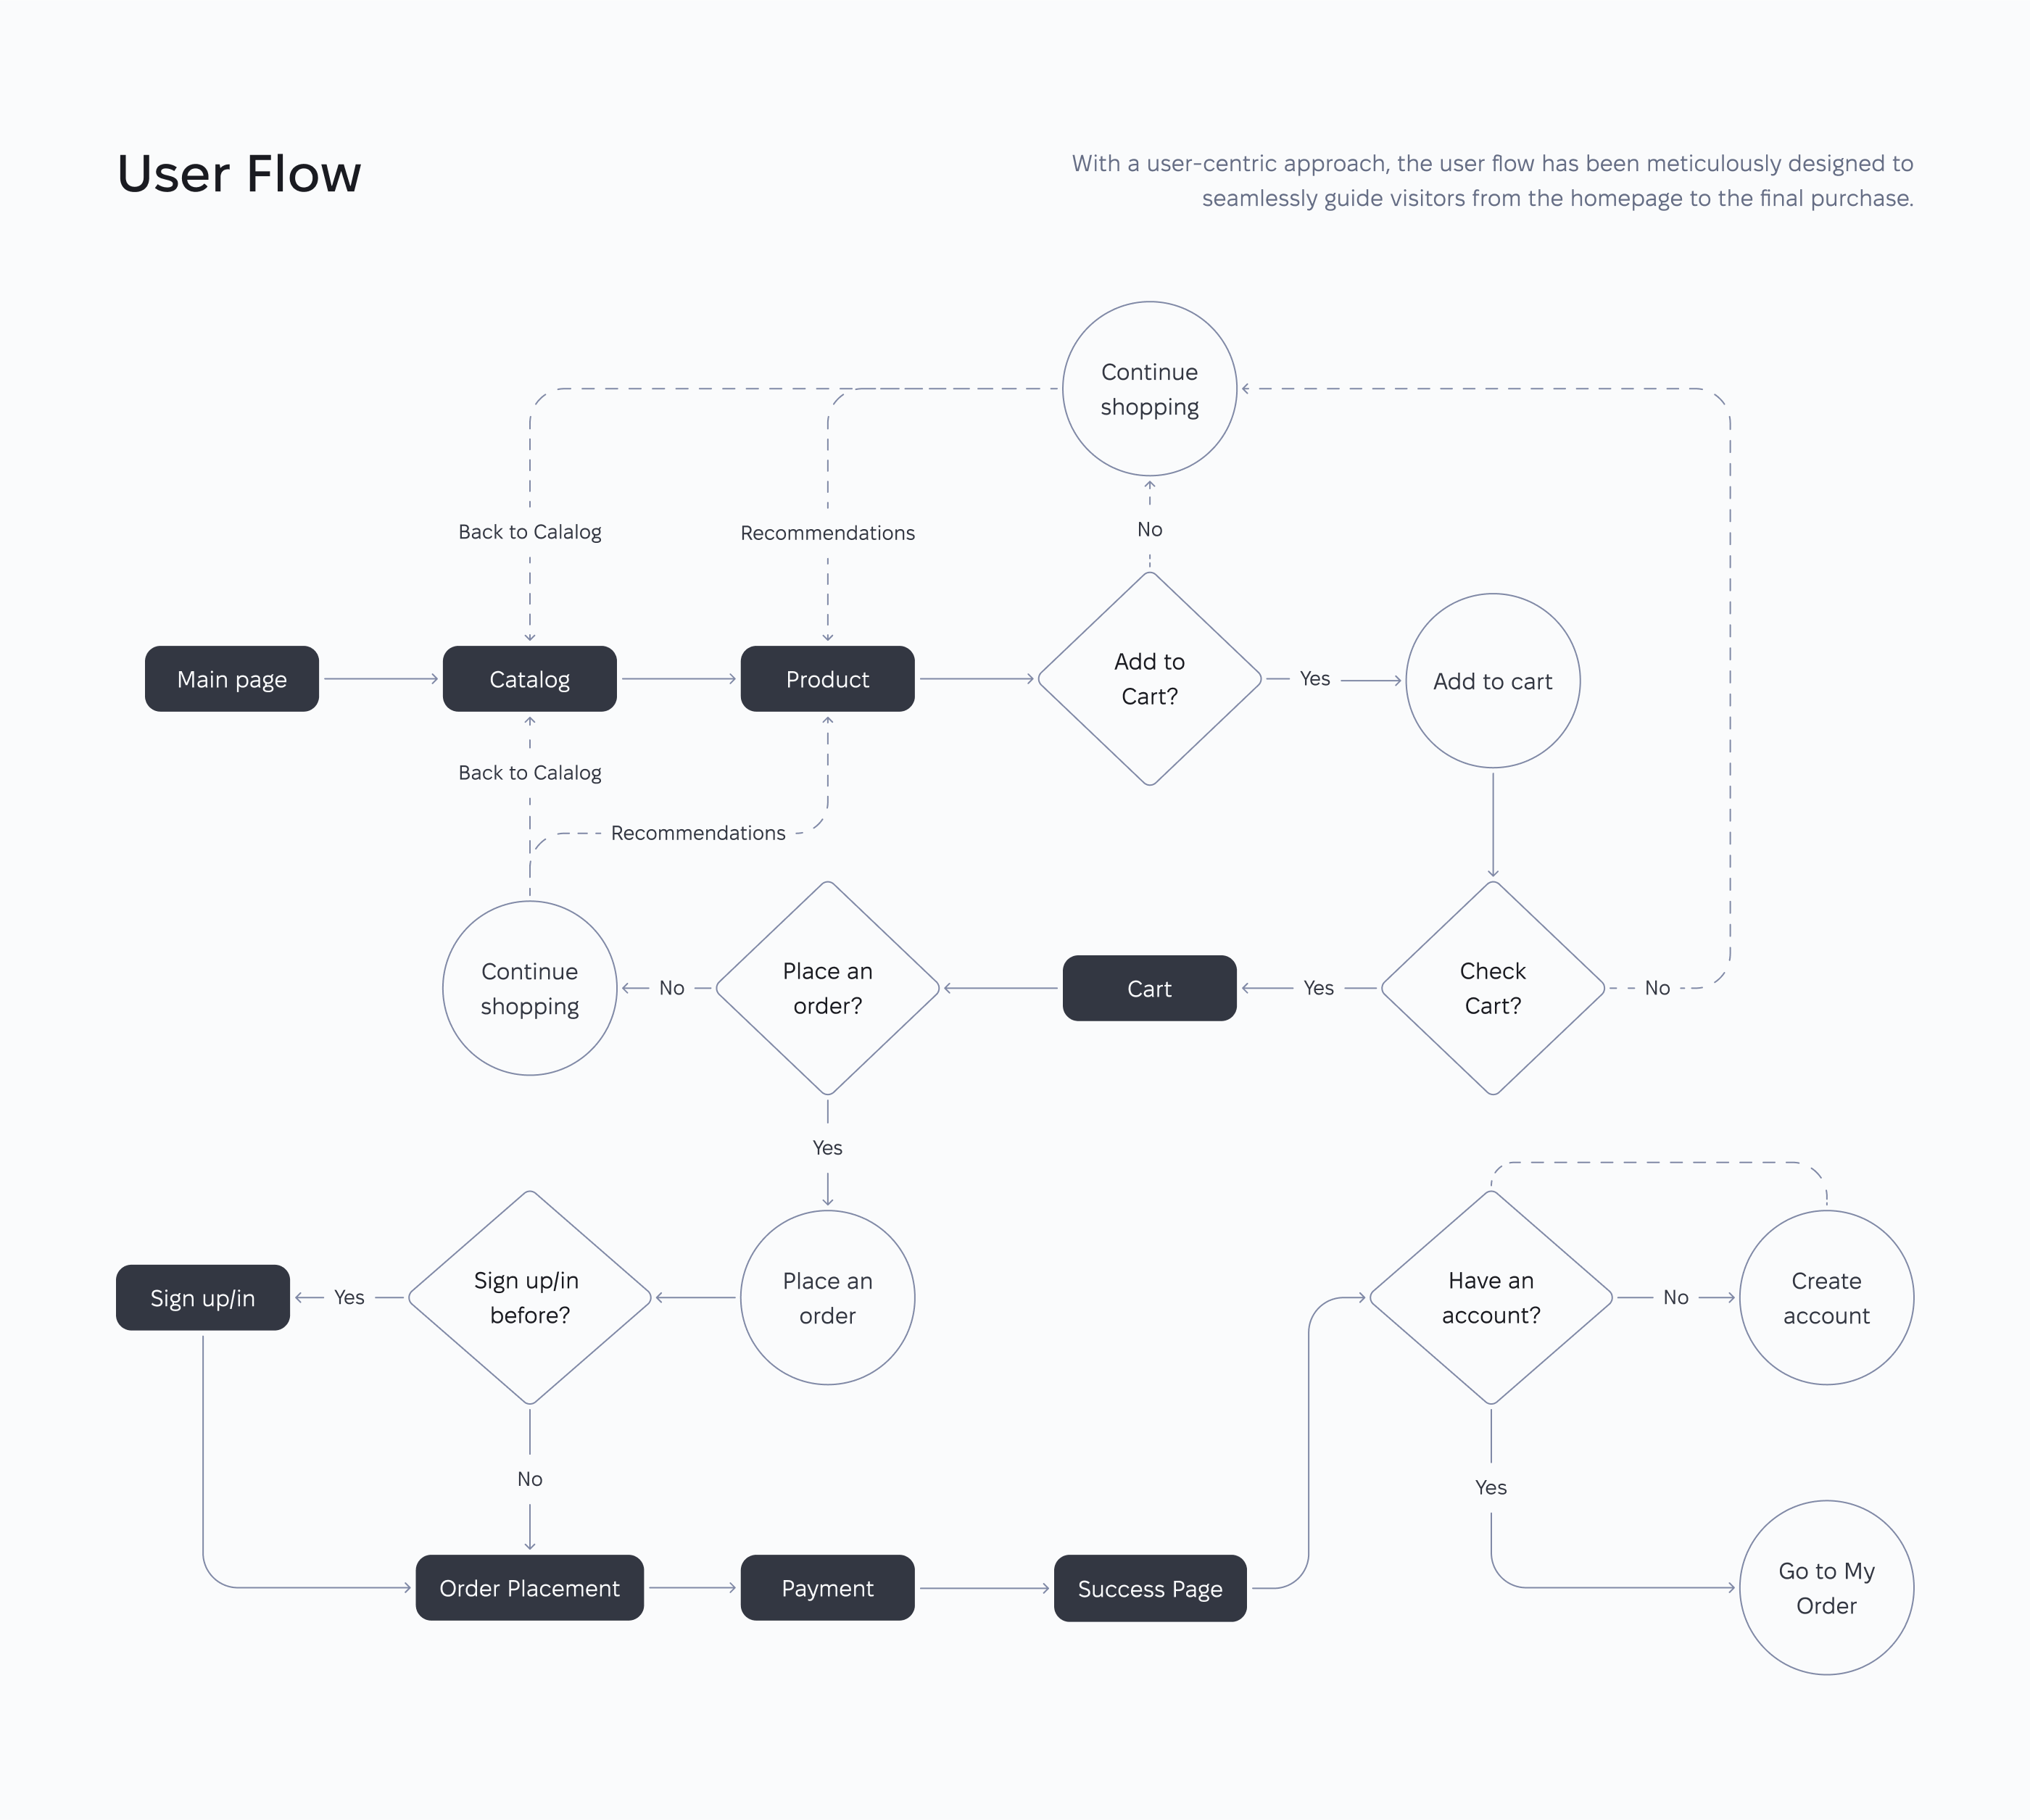 User Flow
With a user-centric approach, the user flow has been meticulously designed to
seamlessly guide visitors from the homepage to the final purchase.
Continue
shopping
Back to Calalog
Recommendations
No
Main page
Catalog
Product
Add to
Cart?
Yes
Add to cart
Back to Calalog
Recommendations
Continue
shopping
No
Place an
order?
Cart
Yes
Check
Cart?
No
Yes
Sign up/in
Yes
Sign up/in
before?
Place an
order
Have an
account?
No
Create
account
No
Yes
Order Placement
Payment
Success Page
Go to My
Order